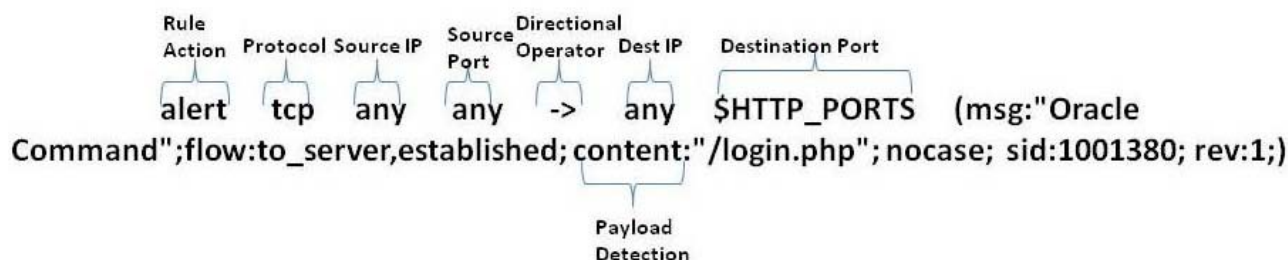 Rule Action
Protocol
Source IP
Source Port
Directional Operator
Dest IP
Destination Port
alert tcp any any -> any $HTTP_PORTS (msg:"Oracle
Command";flow:to_server,established; content:"/login.php"; nocase; sid:1001380; rev:1;)
Payload
Detection